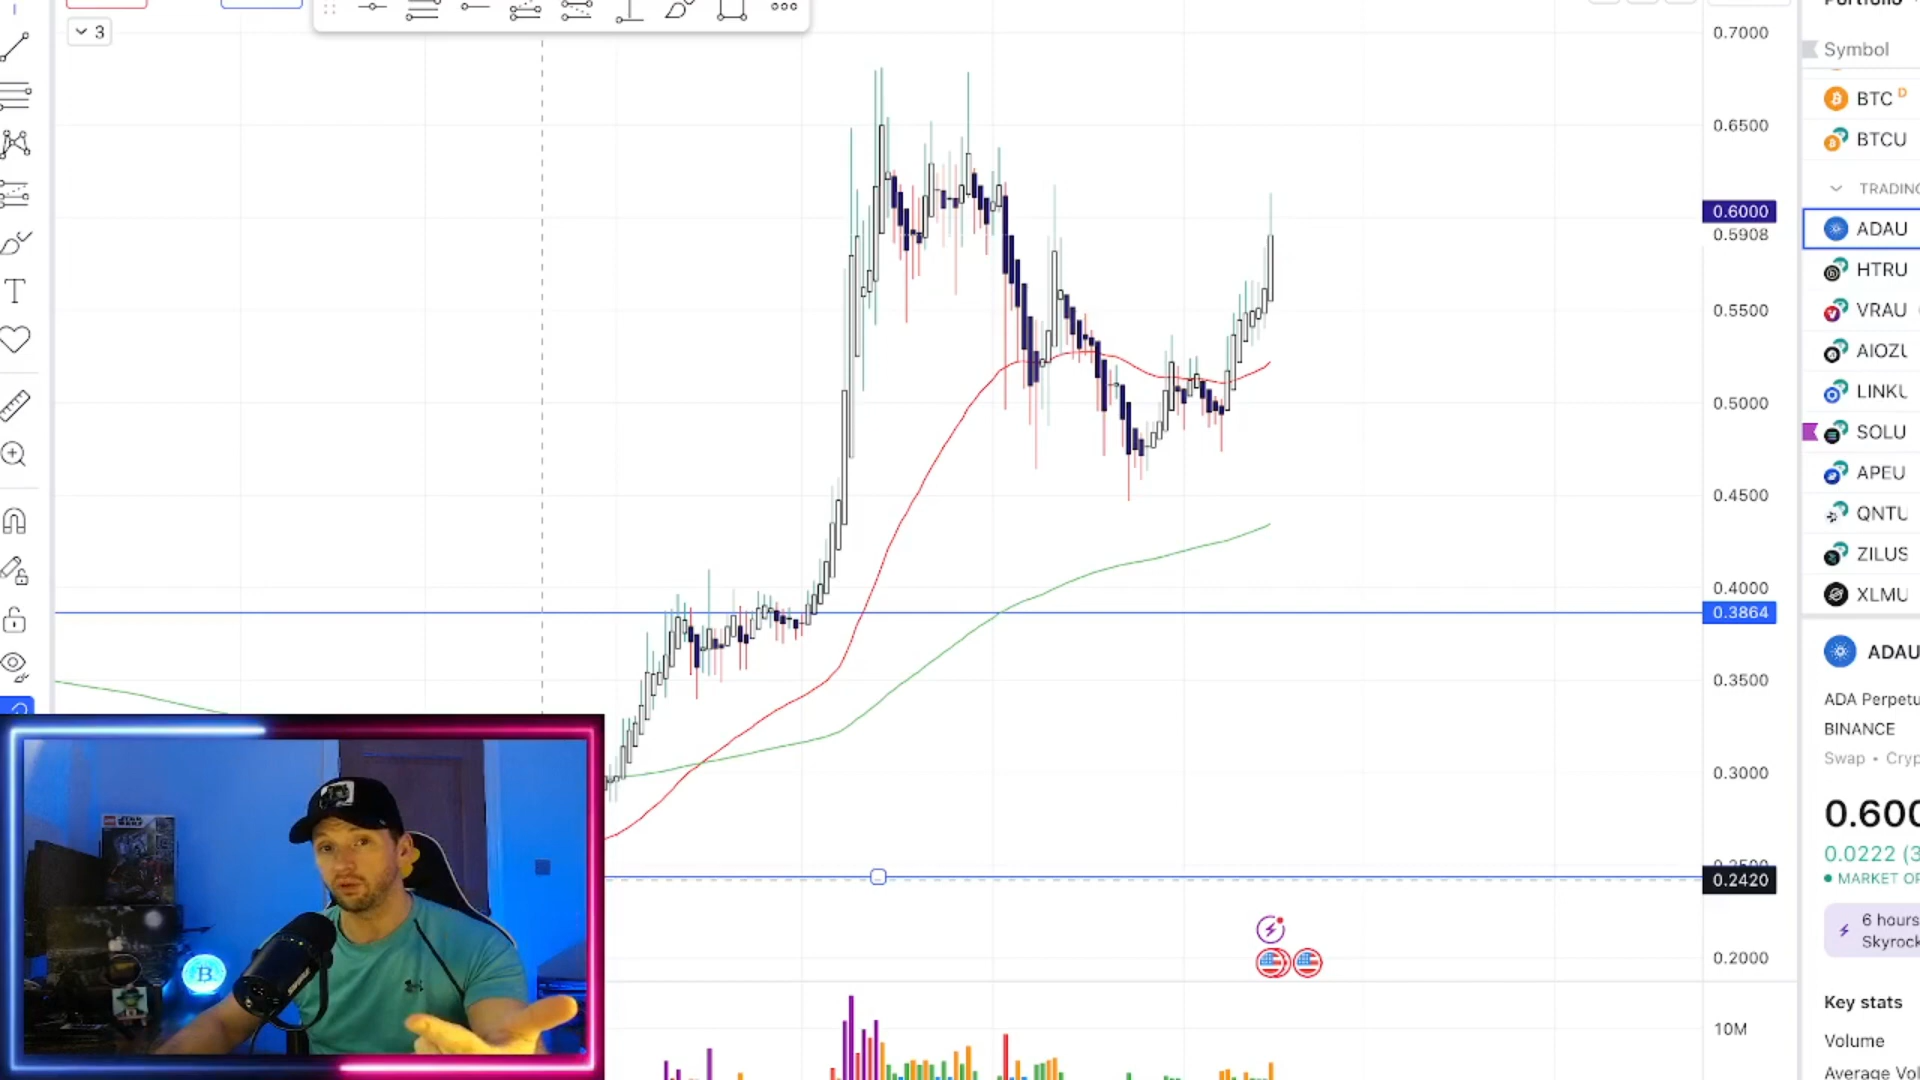 3
0.7000
0.6500
0.6000
0.5908
0.5500
0.5000
0.4500
0.4000
0.3864
0.3500
0.3000
0.2420
0.2000
10M
Symbol
BTC D
BTCU
TRADING
ADAU
HTRU
VRAU
AIOZU
LINKU
SOLU
APEU
QNTU
ZILUS
XLMU
ADAU
ADA Perpetu
BINANCE
Swap • Cryp
0.600
0.0222 (3
MARKET OP
6 hours
Skyrock
Key stats
Volume
Average Vol
STAR WARS